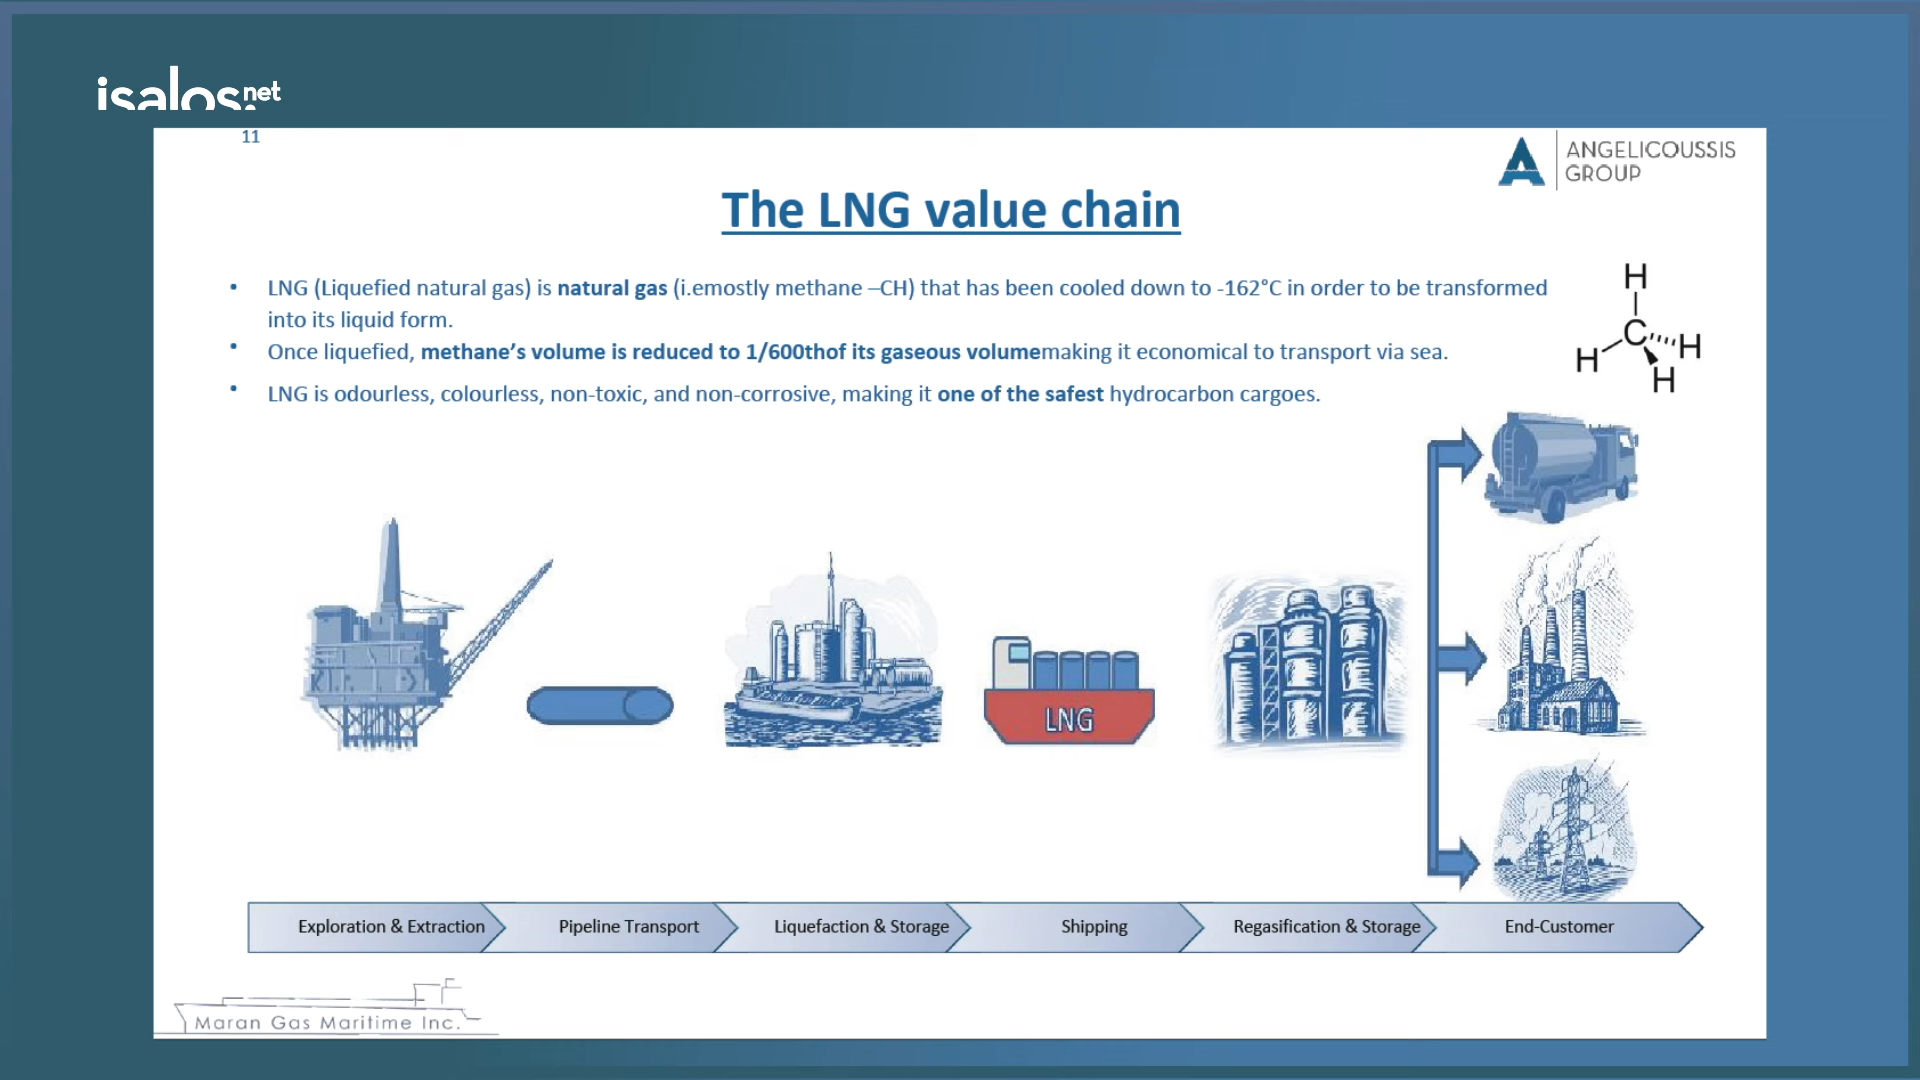 isalos.net
11
ANGELICOUSSIS
GROUP
The LNG value chain
• LNG (Liquefied natural gas) is natural gas (i.emostly methane –CH) that has been cooled down to -162°C in order to be transformed
into its liquid form.
• Once liquefied, methane's volume is reduced to 1/600thof its gaseous volumemaking it economical to transport via sea.
• LNG is odourless, colourless, non-toxic, and non-corrosive, making it one of the safest hydrocarbon cargoes.
H
C
H
H
H
LNG
Exploration & Extraction
Pipeline Transport
Liquefaction & Storage
Shipping
Regasification & Storage
End-Customer
Maran Gas Maritime Inc.